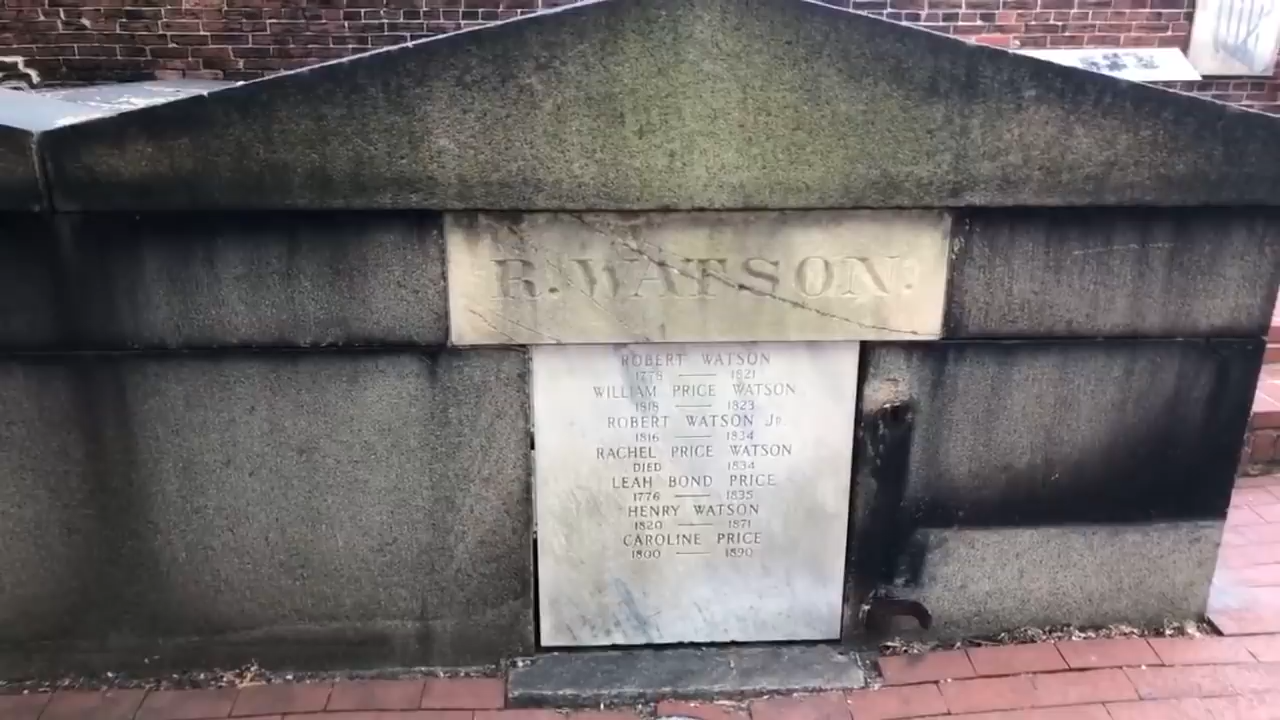 R. WATSON.
ROBERT WATSON
1778 — 1821
WILLIAM PRICE WATSON
1818 — 1823
ROBERT WATSON JR.
1816 — 1834
RACHEL PRICE WATSON
DIED 1834
LEAH BOND PRICE
1776 — 1835
HENRY WATSON
1820 — 1871
CAROLINE PRICE
1800 — 1890